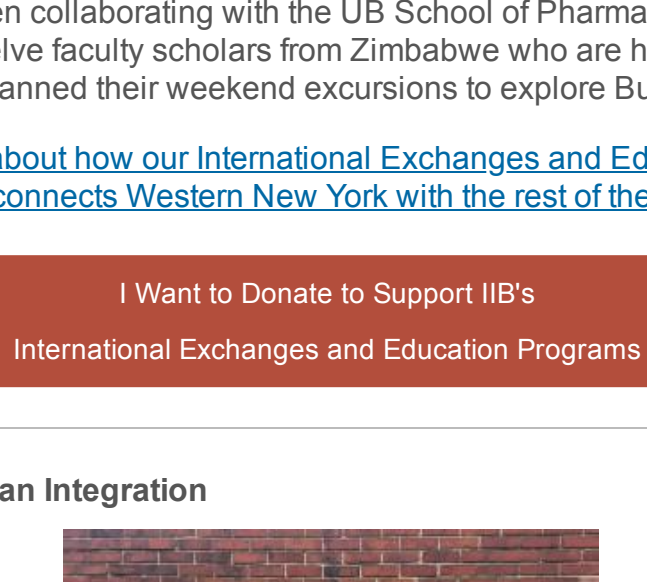 en collaborating with the UB School of Pharma
elve faculty scholars from Zimbabwe who are h
anned their weekend excursions to explore Bu
about how our International Exchanges and Ed
connects Western New York with the rest of the
I Want to Donate to Support IIB's
International Exchanges and Education Programs
an Integration